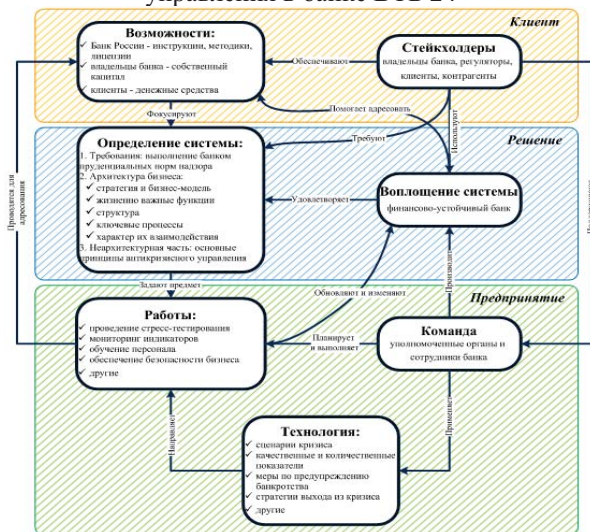 управления в банке ВТБ 24
Клиент
Возможности:
✓ Банк России - инструкции, методики,
лицензии
✓ владельцы банка - собственный
капитал
✓ клиенты - денежные средства
Обеспечивают
Стейкхолдеры
владельцы банка, регуляторы,
клиенты, контрагенты
Фокусируют
Помогает адресовать
Требуют
Используют
Решение
Определение системы:
1. Требования: выполнение банком
пруденциальных норм надзора
2. Архитектура бизнеса:
✓ стратегия и бизнес-модель
✓ жизненно важные функции
✓ структура
✓ ключевые процессы
✓ характер их взаимодействия
3. Неархитектурная часть: основные
принципы антикризисного управления
Удовлетворяет
Воплощение системы
финансово-устойчивый банк
Проводятся для
адресования
Задают предмет
Обновляют и изменяют
Производит
Предприятие
Работы:
✓ проведение стресс-тестирования
✓ мониторинг индикаторов
✓ обучение персонала
✓ обеспечение безопасности бизнеса
✓ другие
Планирует
и выполняет
Команда
уполномоченные органы и
сотрудники банка
Направляет
Применяет
Технология:
✓ сценарии кризиса
✓ качественные и количественные
показатели
✓ меры по предупреждению
банкротства
✓ стратегии выхода из кризиса
✓ другие